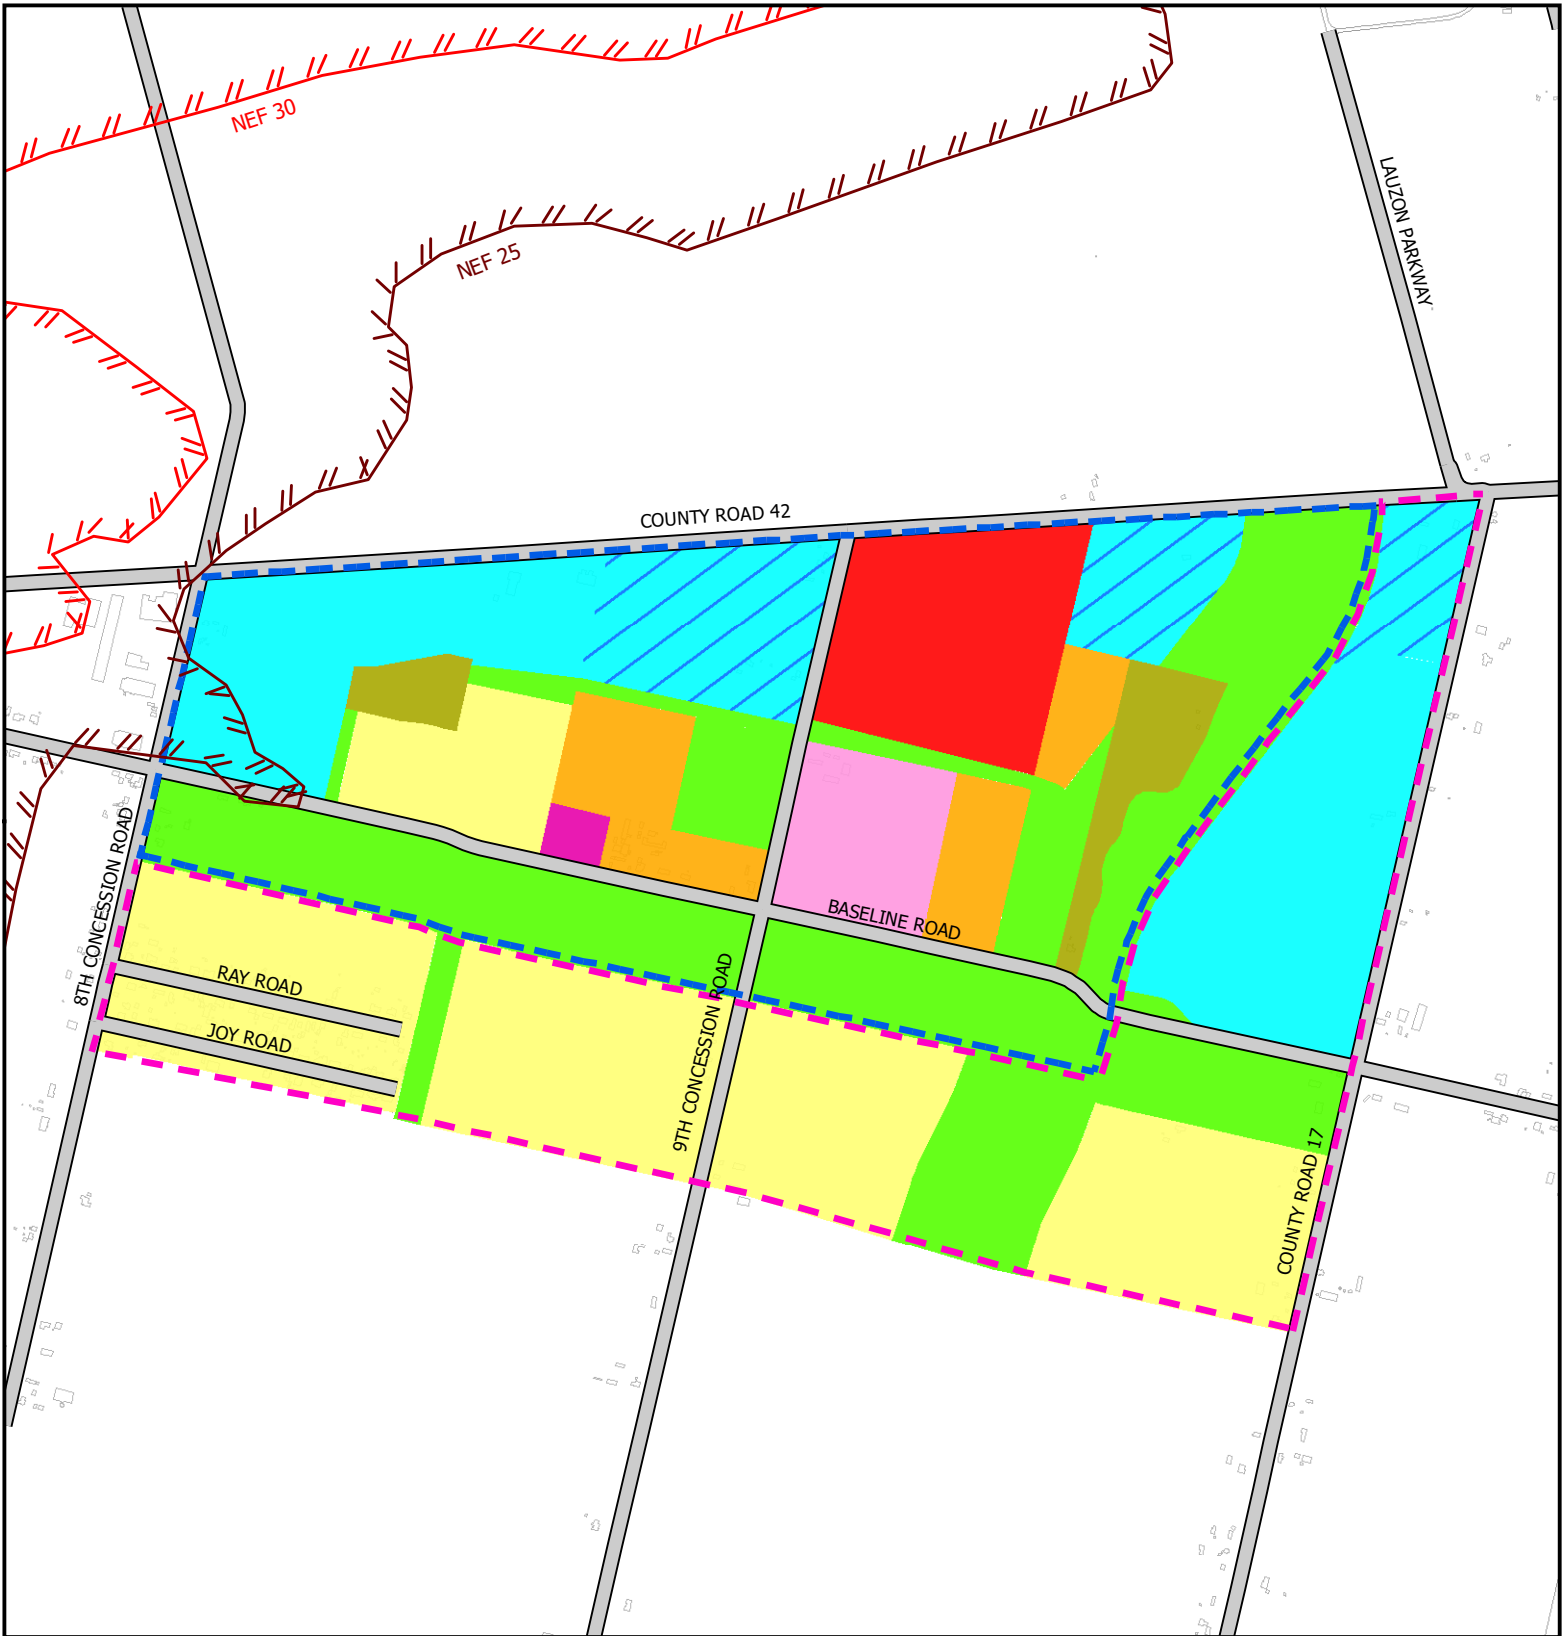 NEF 30
LAUZON PARKWAY
NEF 25
COUNTY ROAD 42
8TH CONCESSION ROAD
BASELINE ROAD
RAY ROAD
JOY ROAD
9TH CONCESSION ROAD
COUNTY ROAD 17